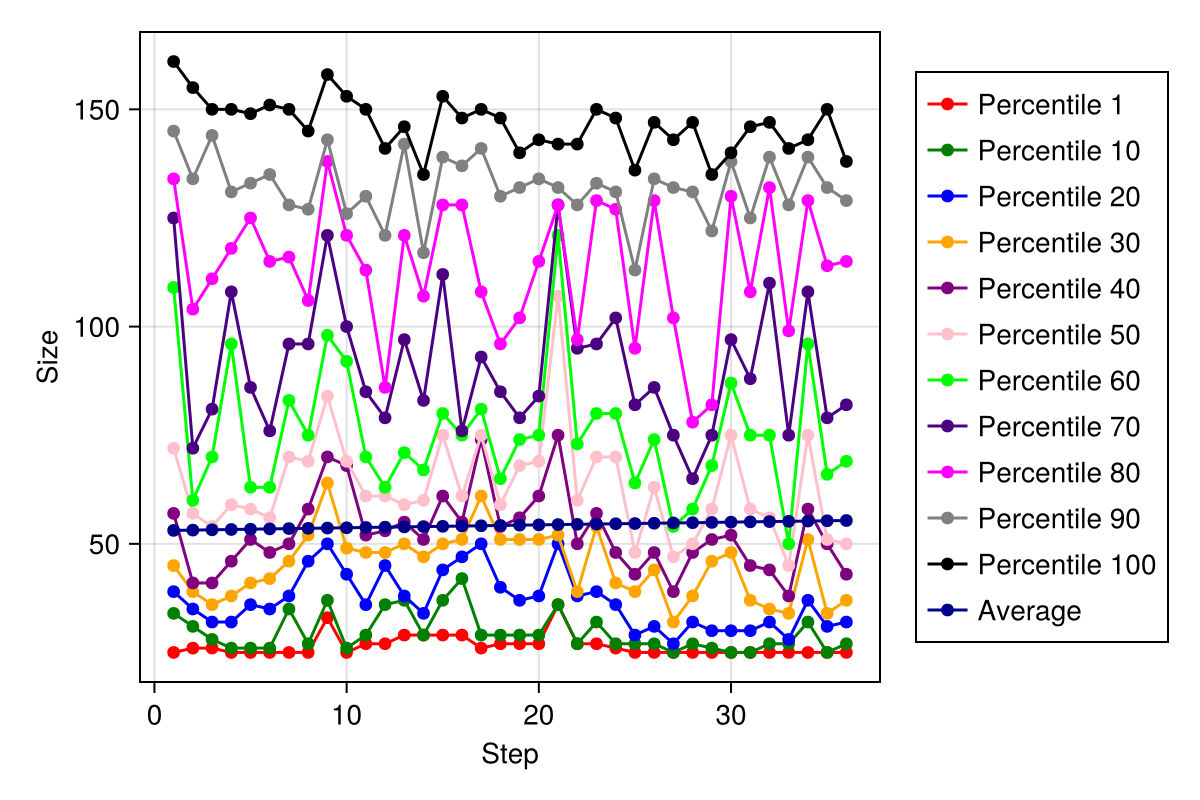 150
100
50
Size
0
10
20
30
Step
Percentile 1
Percentile 10
Percentile 20
Percentile 30
Percentile 40
Percentile 50
Percentile 60
Percentile 70
Percentile 80
Percentile 90
Percentile 100
Average